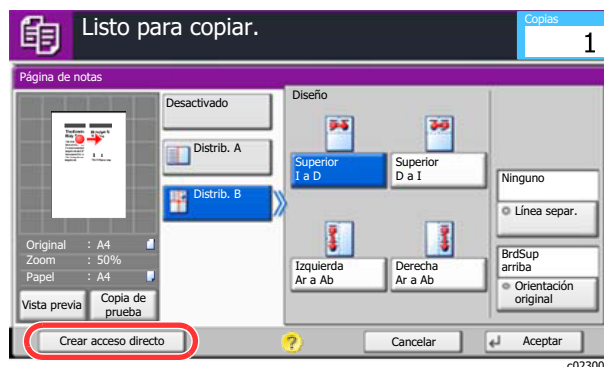 Listo para copiar.
Copias
1
Página de notas
Desactivado
Distrib. A
Distrib. B
Diseño
Superior
I a D
Superior
D a I
Izquierda
Ar a Ab
Derecha
Ar a Ab
Ninguno
Línea separ.
BrdSup
arriba
Orientación
original
Original : A4
Zoom : 50%
Papel : A4
Vista previa
Copia de
prueba
Crear acceso directo
?
Cancelar
Aceptar
c02300